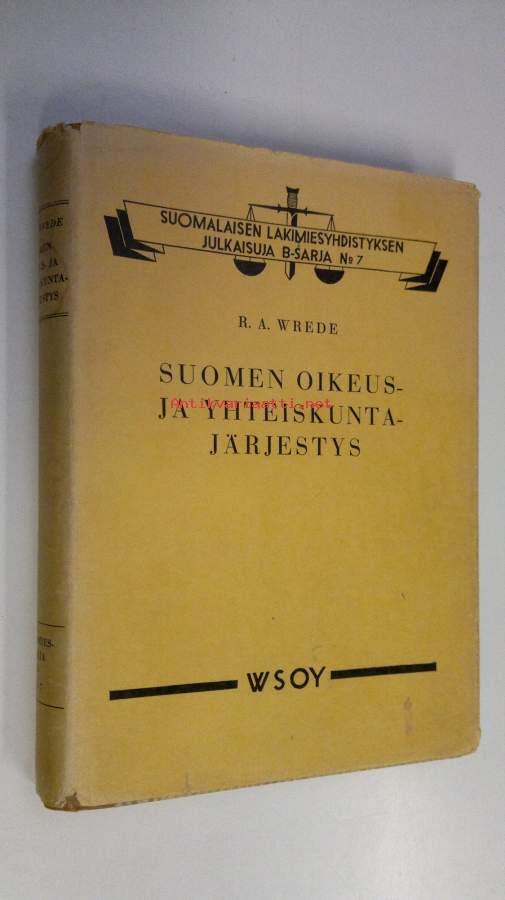 SUOMALAISEN LAKIMIESYHDISTYKSEN
JULKAISUJA B-SARJA № 7
R. A. WREDE
SUOMEN OIKEUS-
JA YHTEISKUNTA-
JÄRJESTYS
Antikvariaatti.net
WSOY